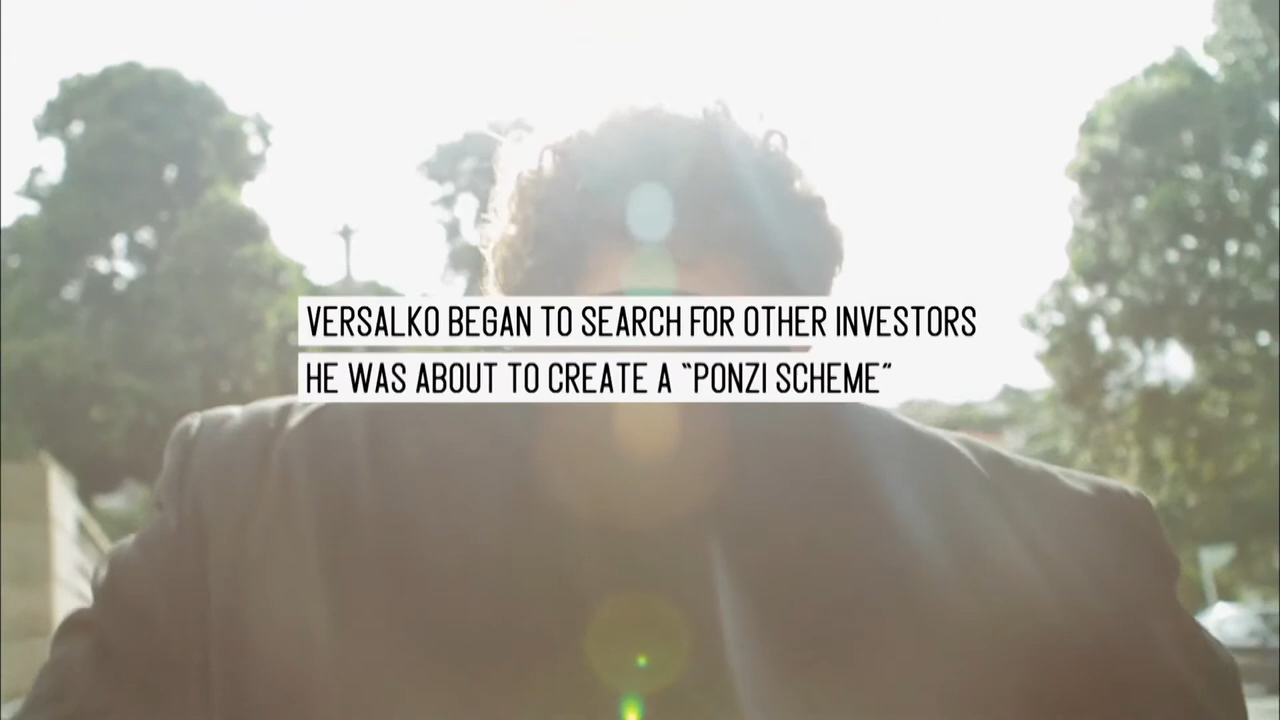 VERSALKO BEGAN TO SEARCH FOR OTHER INVESTORS
HE WAS ABOUT TO CREATE A “PONZI SCHEME”